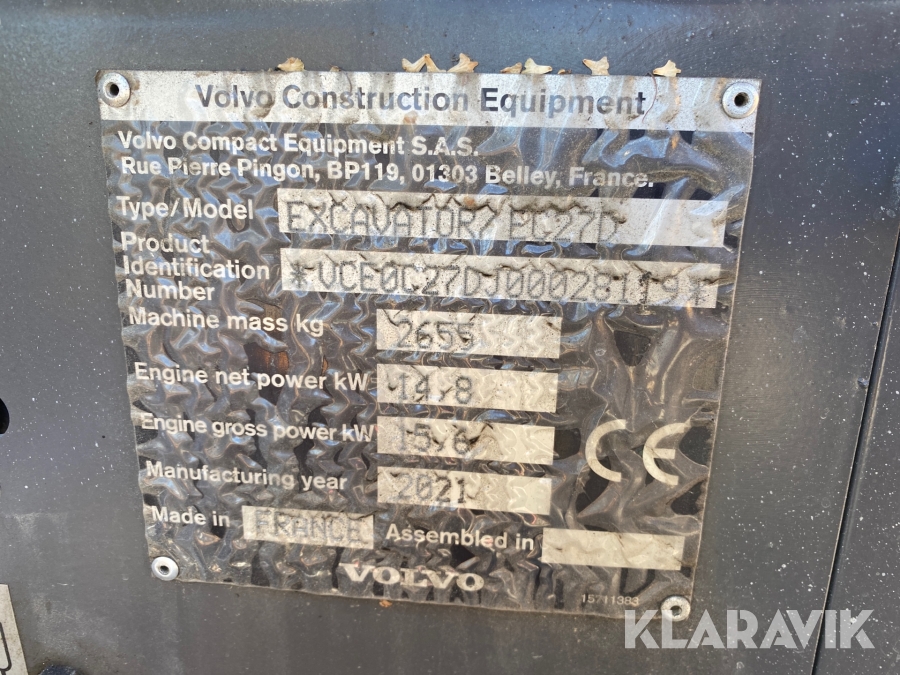 Volvo Construction Equipment
Volvo Compact Equipment S.A.S.
Rue Pierre Pingon, BP119, 01303 Belley, France.
Type/Model EXCAVATOR/ EC27D
Product
Identification
Number
*VCE0C27DJ00028119*
Machine mass kg 2655
Engine net power kW 14.8
Engine gross power kW 15.6
Manufacturing year 2021
CE
Made in FRANCE Assembled in
VOLVO
15711383
KLARAVIK